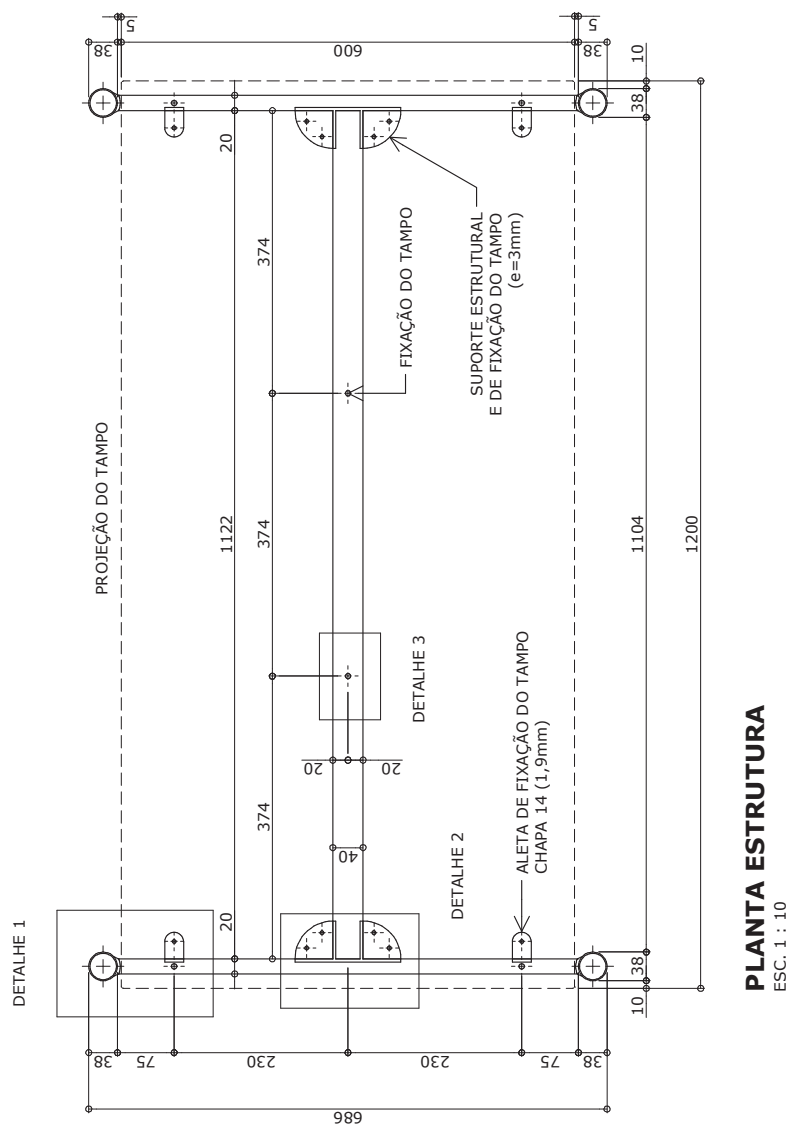 5
38
600
5
38
10
38
20
374
FIXAÇÃO DO TAMPO
SUPORTE ESTRUTURAL
E DE FIXAÇÃO DO TAMPO
(e=3mm)
PROJEÇÃO DO TAMPO
1122
374
1104
1200
DETALHE 3
20
20
374
40
ALETA DE FIXAÇÃO DO TAMPO
CHAPA 14 (1,9mm)
DETALHE 2
DETALHE 1
20
38
10
38
75
230
230
75
38
686
PLANTA ESTRUTURA
ESC. 1 : 10